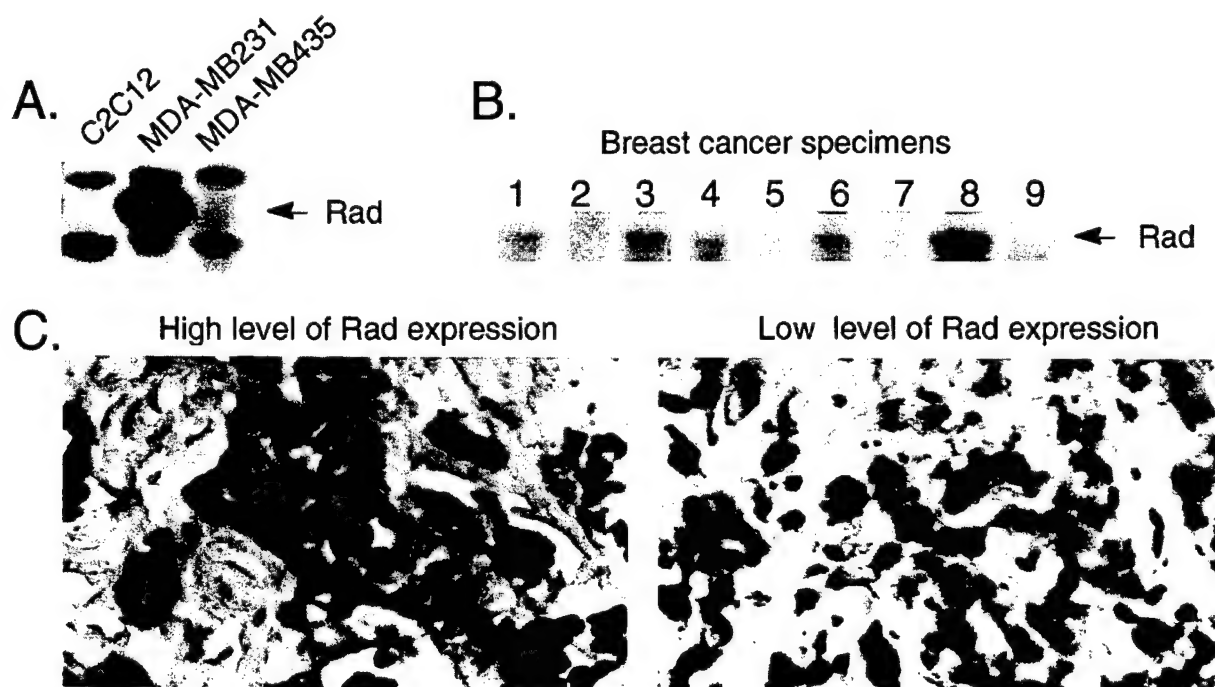 A.
C2C12
MDA-MB231
MDA-MB435
Rad
B.
Breast cancer specimens
1 2 3 4 5 6 7 8 9
Rad
C.
High level of Rad expression
Low level of Rad expression